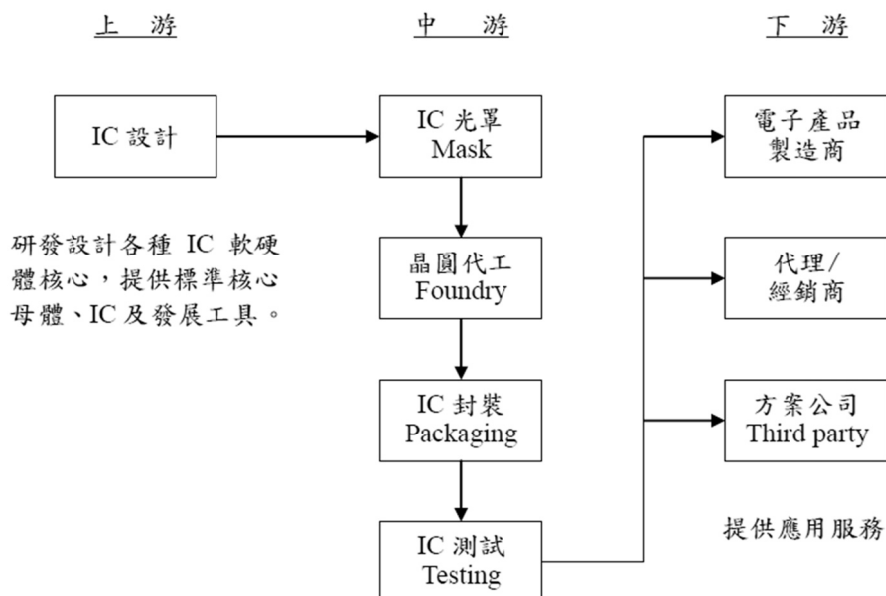 上 游
中 游
下 游
IC 設計
研發設計各種 IC 軟硬
體核心，提供標準核心
母體、IC 及發展工具。
IC 光罩
Mask
晶圓代工
Foundry
IC 封裝
Packaging
IC 測試
Testing
電子產品
製造商
代理/
經銷商
方案公司
Third party
提供應用服務